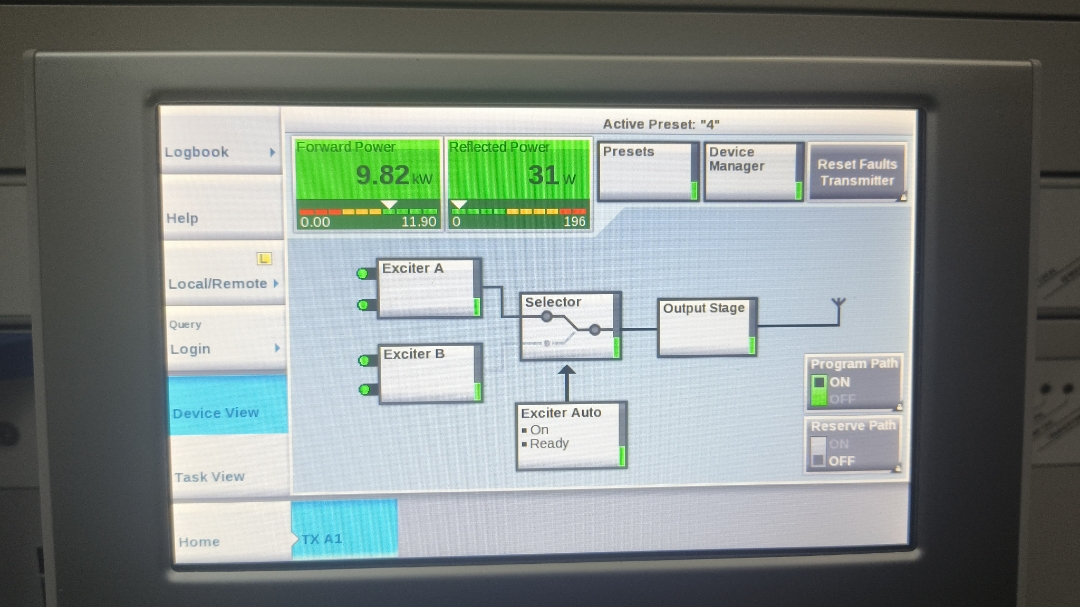 Active Preset: "4"
Logbook
Help
L
Local/Remote
Query
Login
Device View
Task View
Home
Forward Power
9.82 kW
0.00 11.90
Reflected Power
31 W
0 196
Presets
Device
Manager
Reset Faults
Transmitter
Exciter A
Exciter B
Selector
B
Output Stage
Exciter Auto
On
Ready
Program Path
ON
OFF
Reserve Path
ON
OFF
TX A1